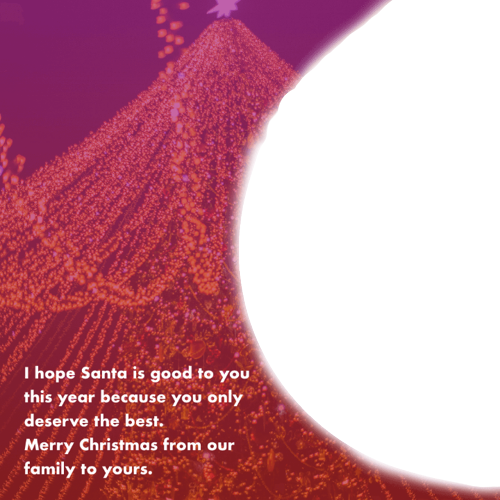 I hope Santa is good to you
this year because you only
deserve the best.
Merry Christmas from our
family to yours.